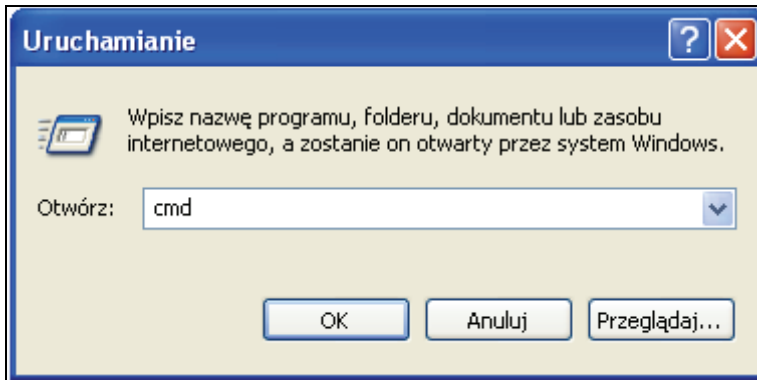 Uruchamianie
Wpisz nazwę programu, folderu, dokumentu lub zasobu
internetowego, a zostanie on otwarty przez system Windows.
Otwórz: cmd
OK Anuluj Przeglądaj...